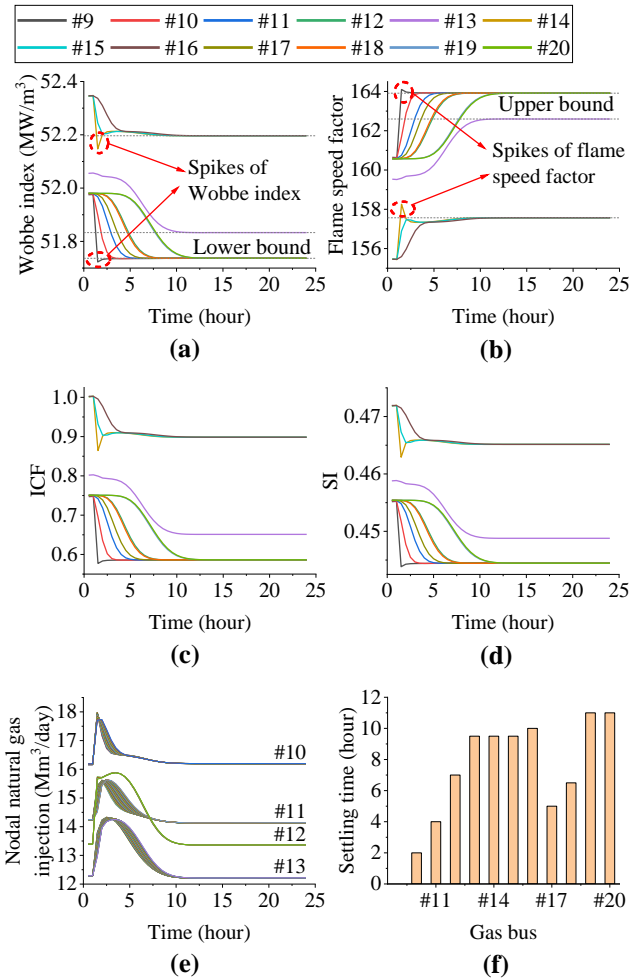 #9 #10 #11 #12 #13 #14
#15 #16 #17 #18 #19 #20
Wobbe index (MW/m³)
52.4
52.2
52.0
51.8
Spikes of
Wobbe index
Lower bound
0 5 10 15 20 25
Time (hour)
(a)
Flame speed factor
164
162
160
158
156
Upper bound
Spikes of flame
speed factor
0 5 10 15 20 25
Time (hour)
(b)
ICF
1.0
0.9
0.8
0.7
0.6
0 5 10 15 20 25
Time (hour)
(c)
SI
0.47
0.46
0.45
0 5 10 15 20 25
Time (hour)
(d)
Nodal natural gas
injection (Mm³/day)
18
17
16
15
14
13
12
#10
#11
#12
#13
0 5 10 15 20 25
Time (hour)
(e)
Settling time (hour)
12
10
8
6
4
2
0
#11 #14 #17 #20
Gas bus
(f)